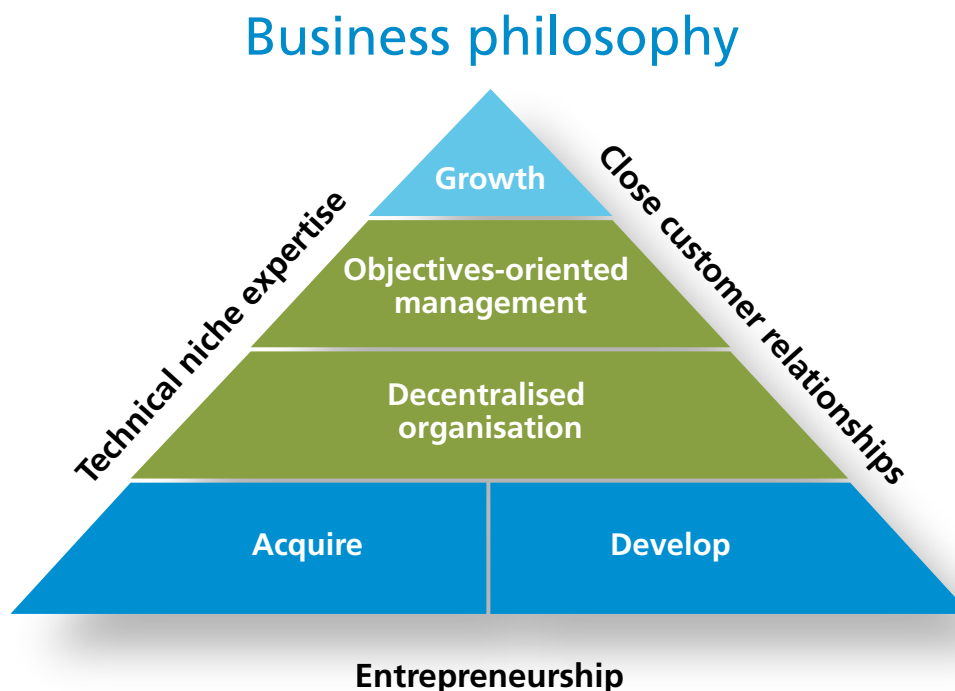 Business philosophy
Growth
Technical niche expertise
Close customer relationships
Objectives-oriented
management
Decentralised
organisation
Acquire
Develop
Entrepreneurship